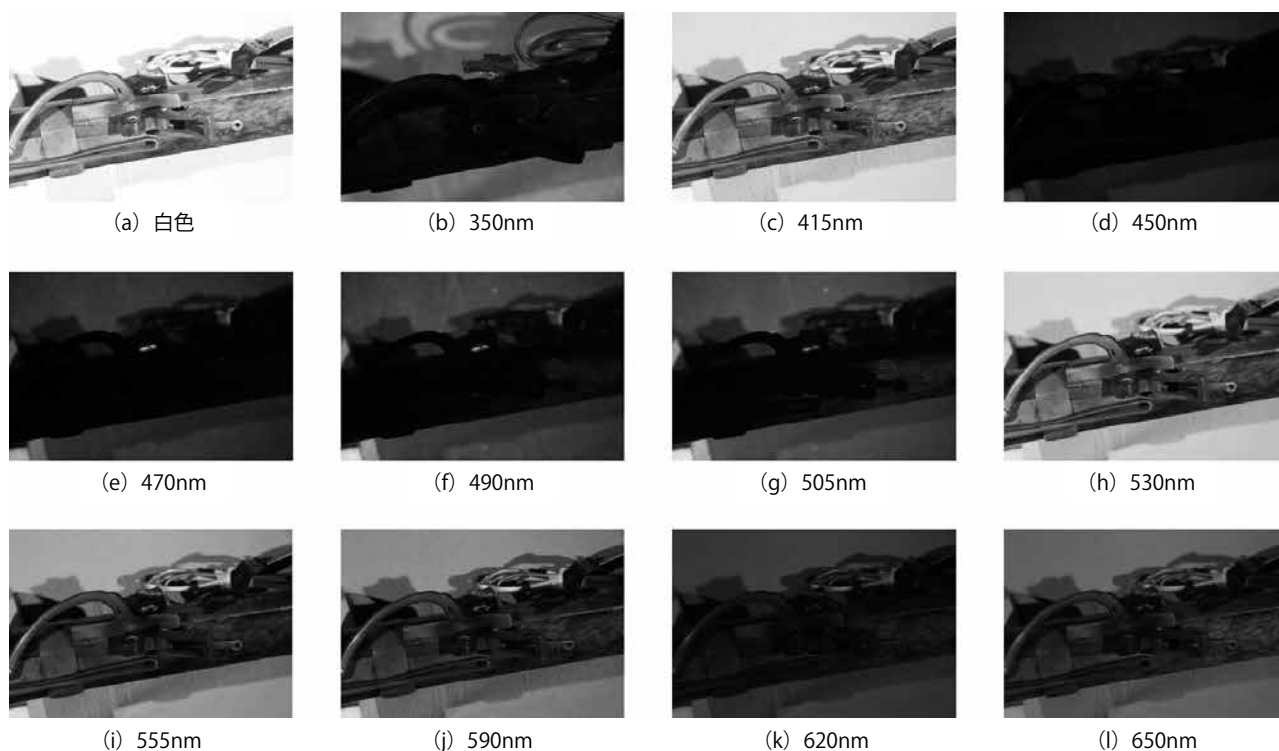 (a) 白色
(b) 350nm
(c) 415nm
(d) 450nm
(e) 470nm
(f) 490nm
(g) 505nm
(h) 530nm
(i) 555nm
(j) 590nm
(k) 620nm
(l) 650nm